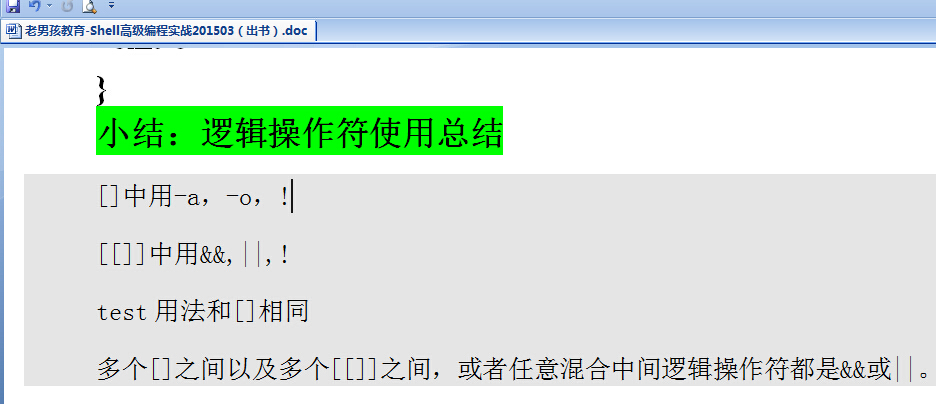 老男孩教育-Shell高级编程实战201503（出书）.doc
}
小结：逻辑操作符使用总结
[]中用-a，-o，!
[[]]中用&&,||,!
test 用法和[]相同
多个[]之间以及多个[[]]之间，或者任意混合中间逻辑操作符都是&&或||。